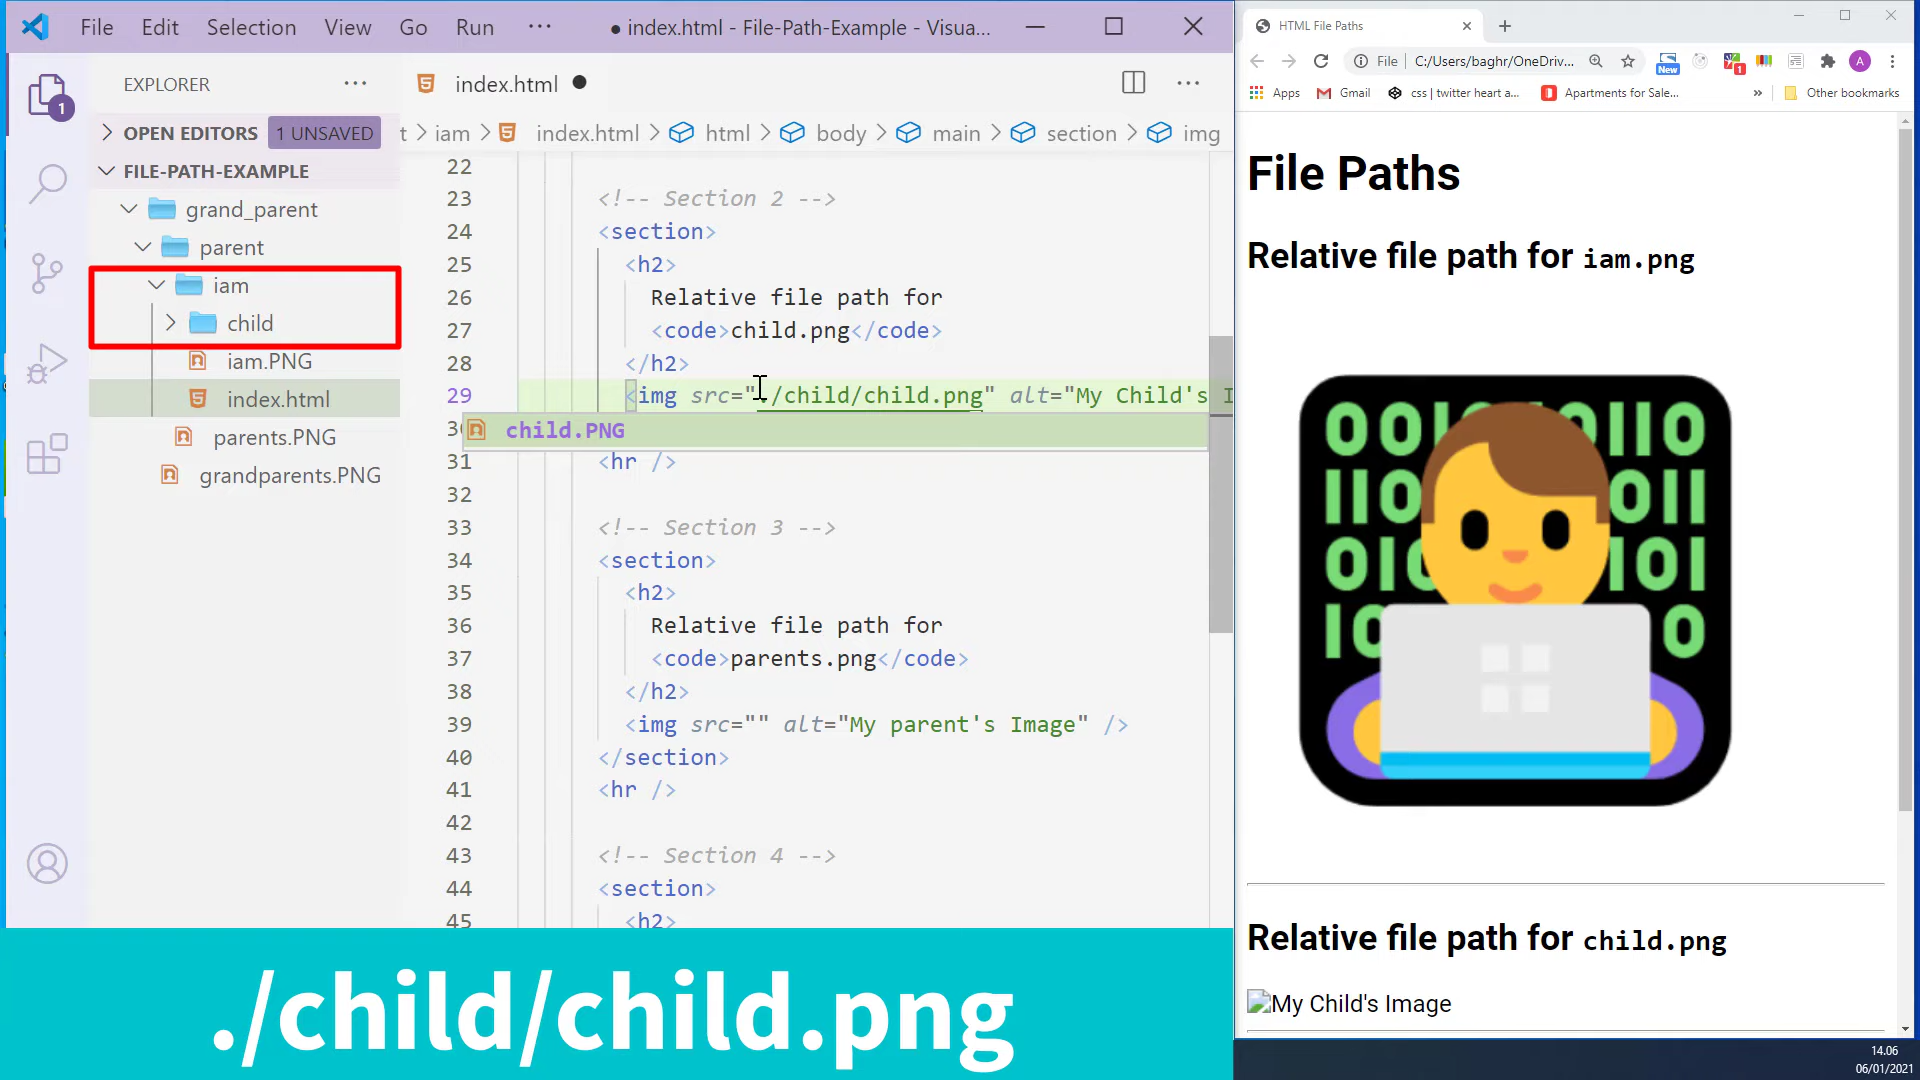 File Edit Selection View Go Run ··· ● index.html - File-Path-Example - Visua...
EXPLORER ···
OPEN EDITORS 1 UNSAVED
FILE-PATH-EXAMPLE
grand_parent
parent
iam
child
iam.PNG
index.html
parents.PNG
grandparents.PNG
1
index.html ● ···
t > iam > index.html > html > body > main > section > img
22
23 <!-- Section 2 -->
24 <section>
25 <h2>
26 Relative file path for
27 <code>child.png</code>
28 </h2>
29 <img src="./child/child.png" alt="My Child's I
child.PNG
31 <hr />
32
33 <!-- Section 3 -->
34 <section>
35 <h2>
36 Relative file path for
37 <code>parents.png</code>
38 </h2>
39 <img src="" alt="My parent's Image" />
40 </section>
41 <hr />
42
43 <!-- Section 4 -->
44 <section>
45 <h2>
./child/child.png
HTML File Paths
File C:/Users/baghr/OneDriv... New 1 A
Apps Gmail css | twitter heart a... Apartments for Sale... » Other bookmarks
File Paths
Relative file path for iam.png
Relative file path for child.png
My Child's Image
14.06
06/01/2021